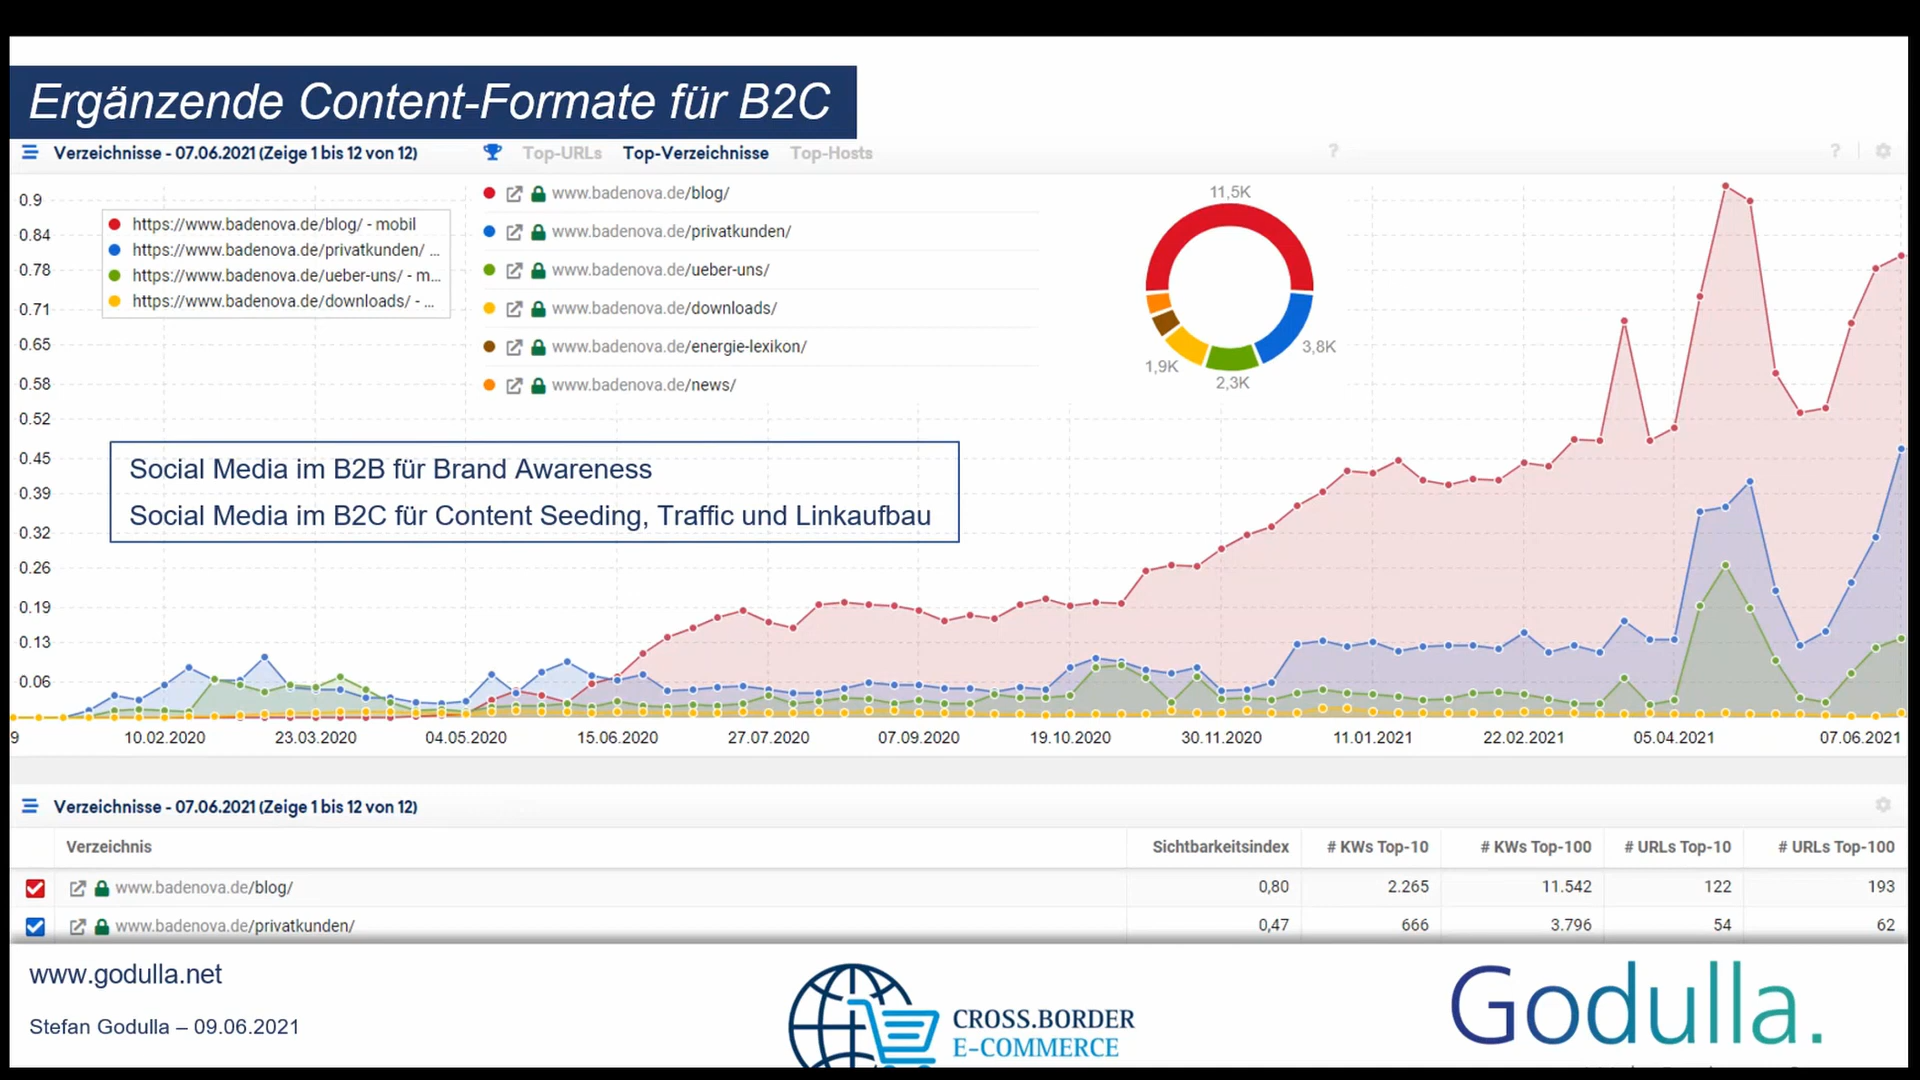 Ergänzende Content-Formate für B2C
Verzeichnisse - 07.06.2021 (Zeige 1 bis 12 von 12)
Top-URLs Top-Verzeichnisse Top-Hosts
?
?
https://www.badenova.de/blog/ - mobil
https://www.badenova.de/privatkunden/ ...
https://www.badenova.de/ueber-uns/ - m...
https://www.badenova.de/downloads/ - ...
www.badenova.de/blog/
www.badenova.de/privatkunden/
www.badenova.de/ueber-uns/
www.badenova.de/downloads/
www.badenova.de/energie-lexikon/
www.badenova.de/news/
11,5K
3,8K
2,3K
1,9K
0.9
0.84
0.78
0.71
0.65
0.58
0.52
0.45
0.39
0.32
0.26
0.19
0.13
0.06
Social Media im B2B für Brand Awareness
Social Media im B2C für Content Seeding, Traffic und Linkaufbau
9 10.02.2020 23.03.2020 04.05.2020 15.06.2020 27.07.2020 07.09.2020 19.10.2020 30.11.2020 11.01.2021 22.02.2021 05.04.2021 07.06.2021
Verzeichnisse - 07.06.2021 (Zeige 1 bis 12 von 12)
Verzeichnis Sichtbarkeitsindex # KWs Top-10 # KWs Top-100 # URLs Top-10 # URLs Top-100
www.badenova.de/blog/ 0,80 2.265 11.542 122 193
www.badenova.de/privatkunden/ 0,47 666 3.796 54 62
www.godulla.net
Stefan Godulla – 09.06.2021
CROSS.BORDER
E-COMMERCE
Godulla.